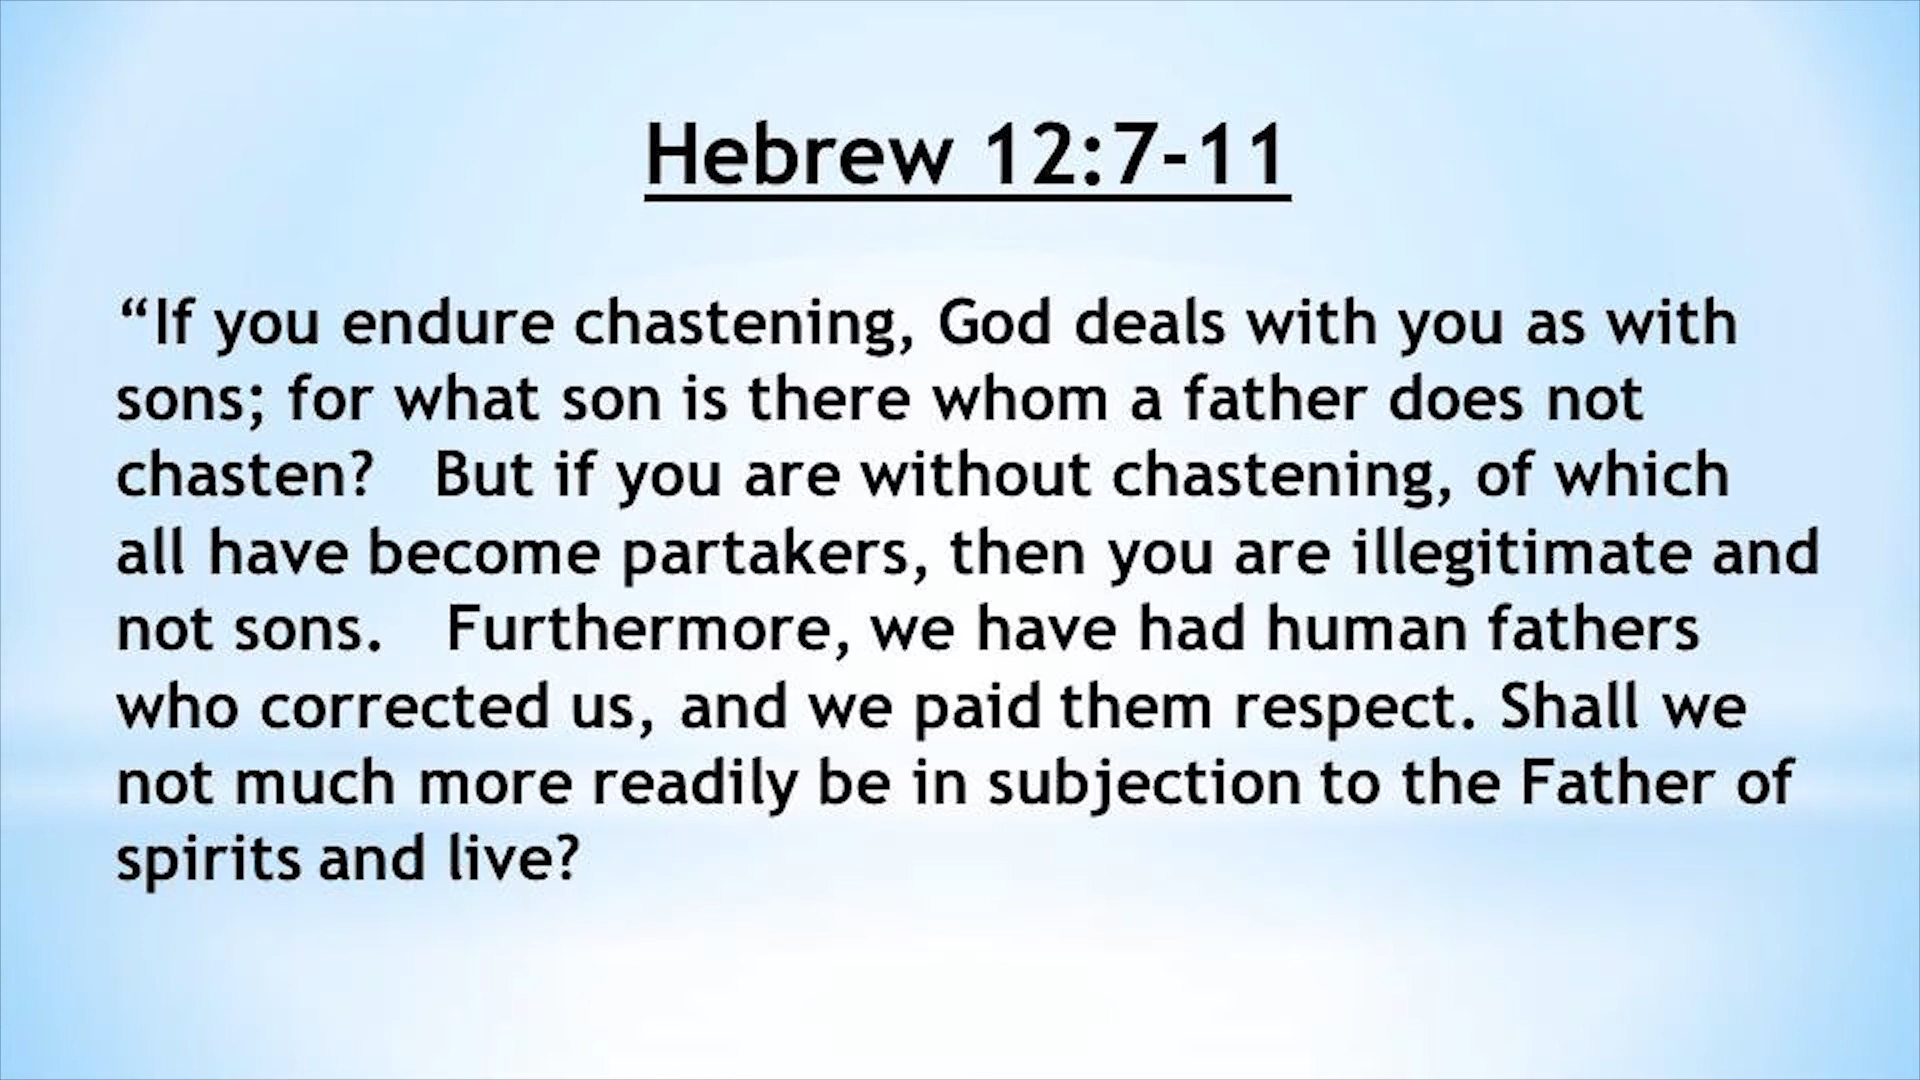 Hebrew 12:7-11
“If you endure chastening, God deals with you as with
sons; for what son is there whom a father does not
chasten?   But if you are without chastening, of which
all have become partakers, then you are illegitimate and
not sons.   Furthermore, we have had human fathers
who corrected us, and we paid them respect. Shall we
not much more readily be in subjection to the Father of
spirits and live?